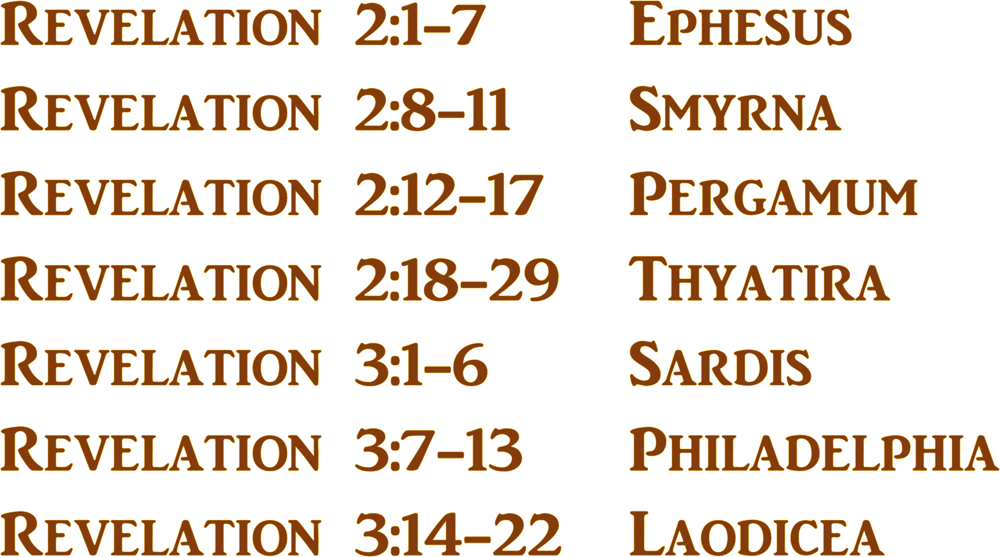 Revelation 2:1–7 Ephesus
Revelation 2:8–11 Smyrna
Revelation 2:12–17 Pergamum
Revelation 2:18–29 Thyatira
Revelation 3:1–6 Sardis
Revelation 3:7–13 Philadelphia
Revelation 3:14–22 Laodicea